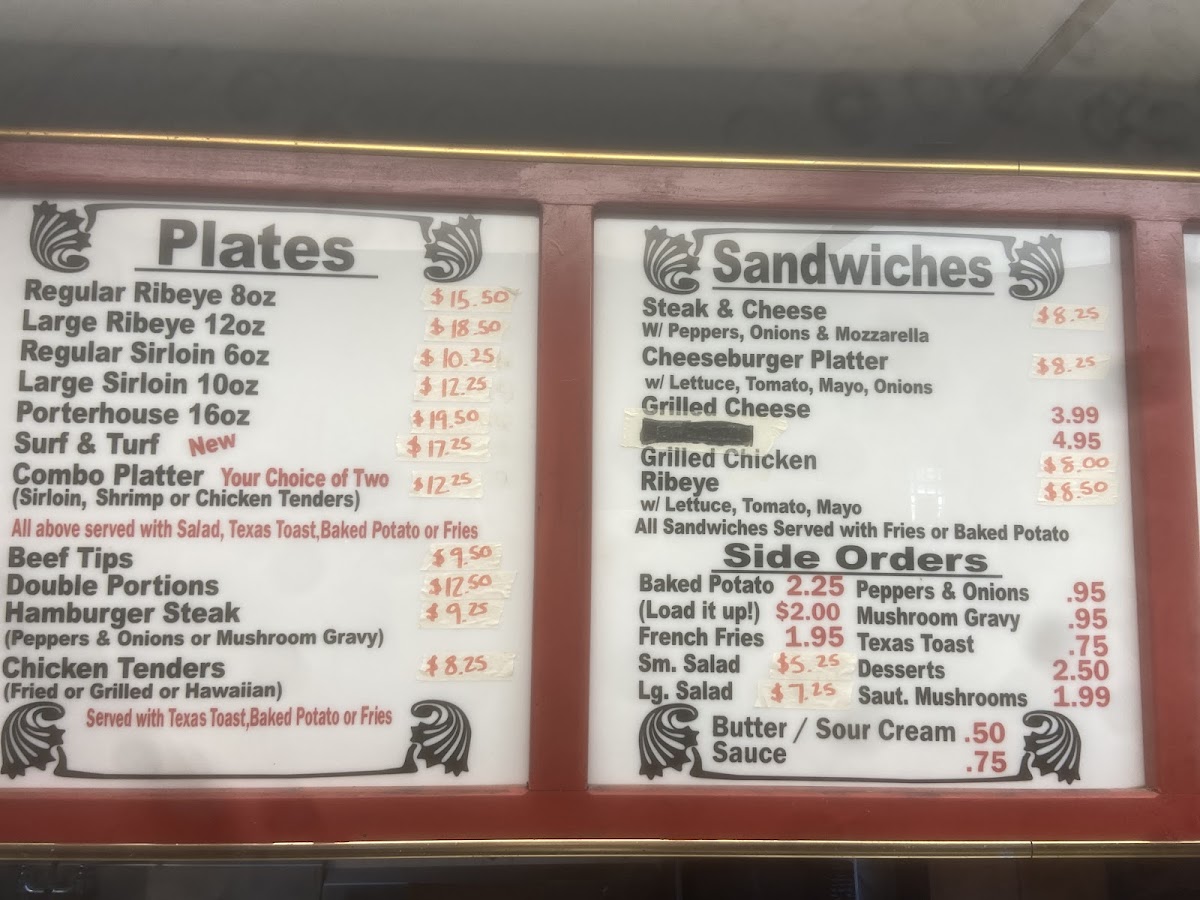 Plates
Regular Ribeye 8oz $15.50
Large Ribeye 12oz $18.50
Regular Sirloin 6oz $10.25
Large Sirloin 10oz $12.25
Porterhouse 16oz $19.50
Surf & Turf New $17.25
Combo Platter Your Choice of Two $12.25
(Sirloin, Shrimp or Chicken Tenders)
All above served with Salad, Texas Toast,Baked Potato or Fries
Beef Tips $9.50
Double Portions $12.50
Hamburger Steak $9.25
(Peppers & Onions or Mushroom Gravy)
Chicken Tenders $8.25
(Fried or Grilled or Hawaiian)
Served with Texas Toast,Baked Potato or Fries
Sandwiches
Steak & Cheese $8.25
W/ Peppers, Onions & Mozzarella
Cheeseburger Platter $8.25
w/ Lettuce, Tomato, Mayo, Onions
Grilled Cheese 3.99
4.95
Grilled Chicken $8.00
Ribeye $8.50
w/ Lettuce, Tomato, Mayo
All Sandwiches Served with Fries or Baked Potato
Side Orders
Baked Potato 2.25 Peppers & Onions .95
(Load it up!) $2.00 Mushroom Gravy .95
French Fries 1.95 Texas Toast .75
Sm. Salad $5.25 Desserts 2.50
Lg. Salad $7.25 Saut. Mushrooms 1.99
Butter / Sour Cream .50
Sauce .75